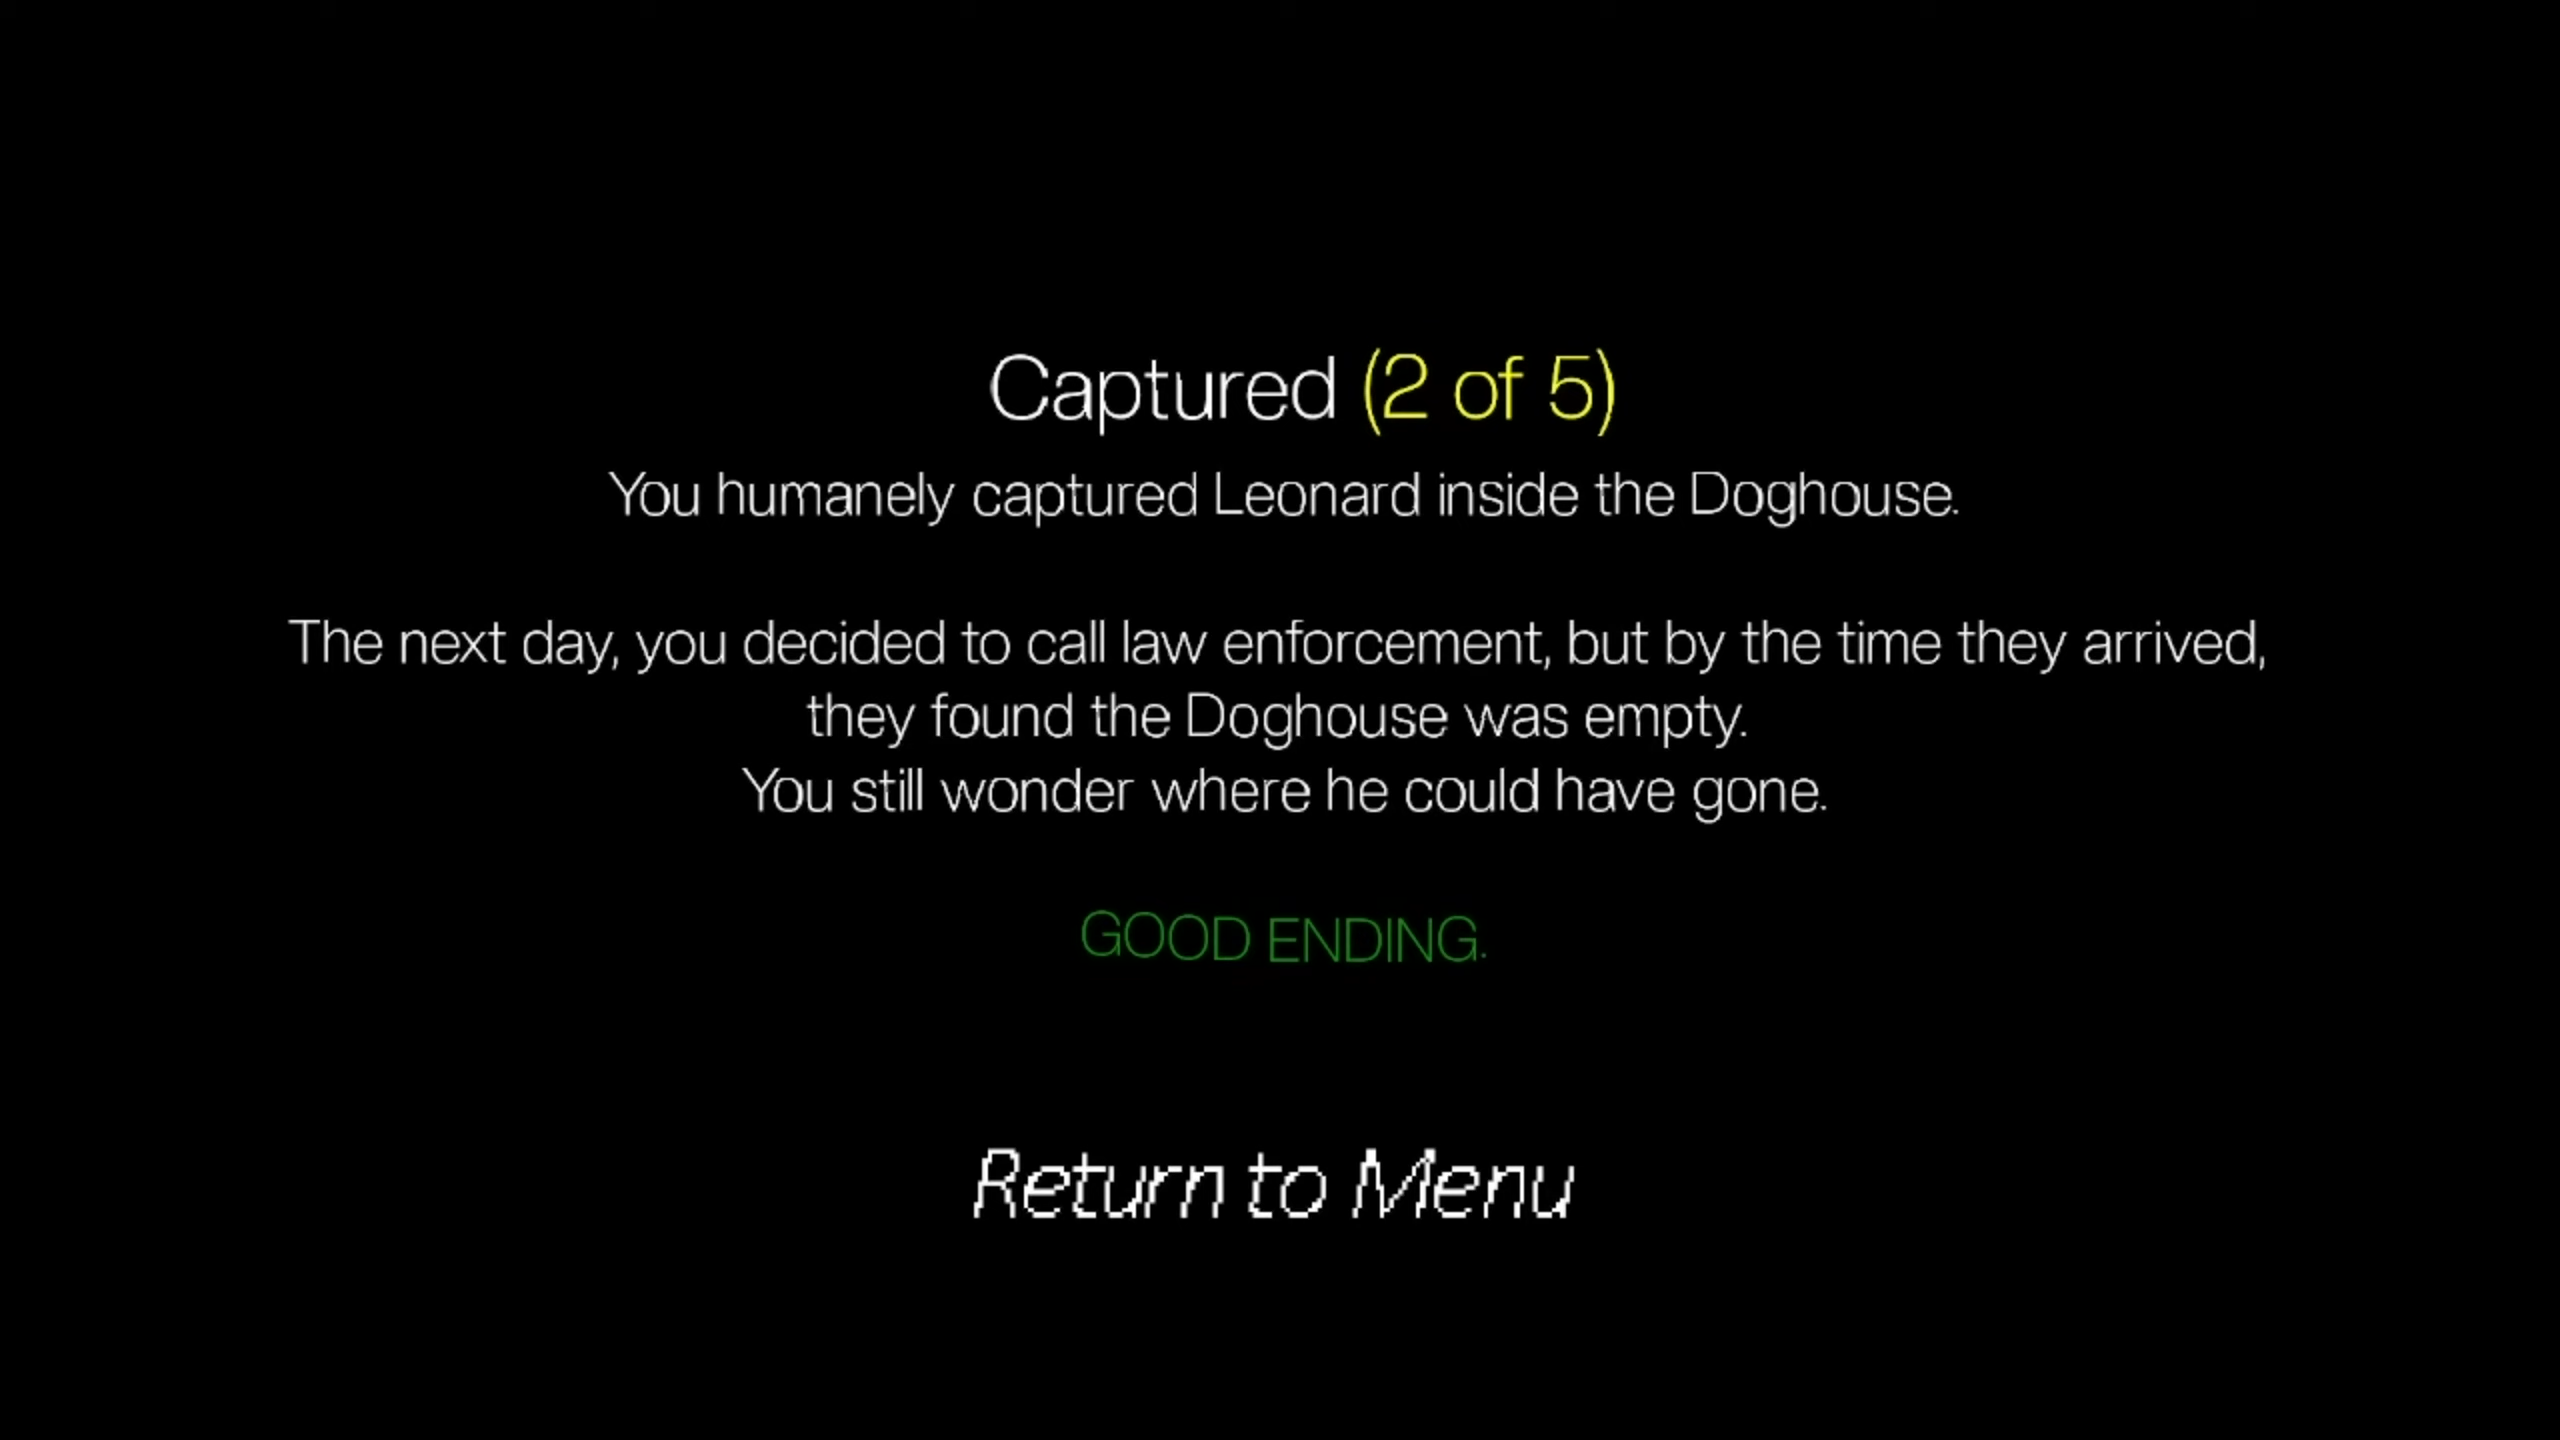 Captured (2 of 5)
You humanely captured Leonard inside the Doghouse.
The next day, you decided to call law enforcement, but by the time they arrived,
they found the Doghouse was empty.
You still wonder where he could have gone.
GOOD ENDING.
Return to Menu